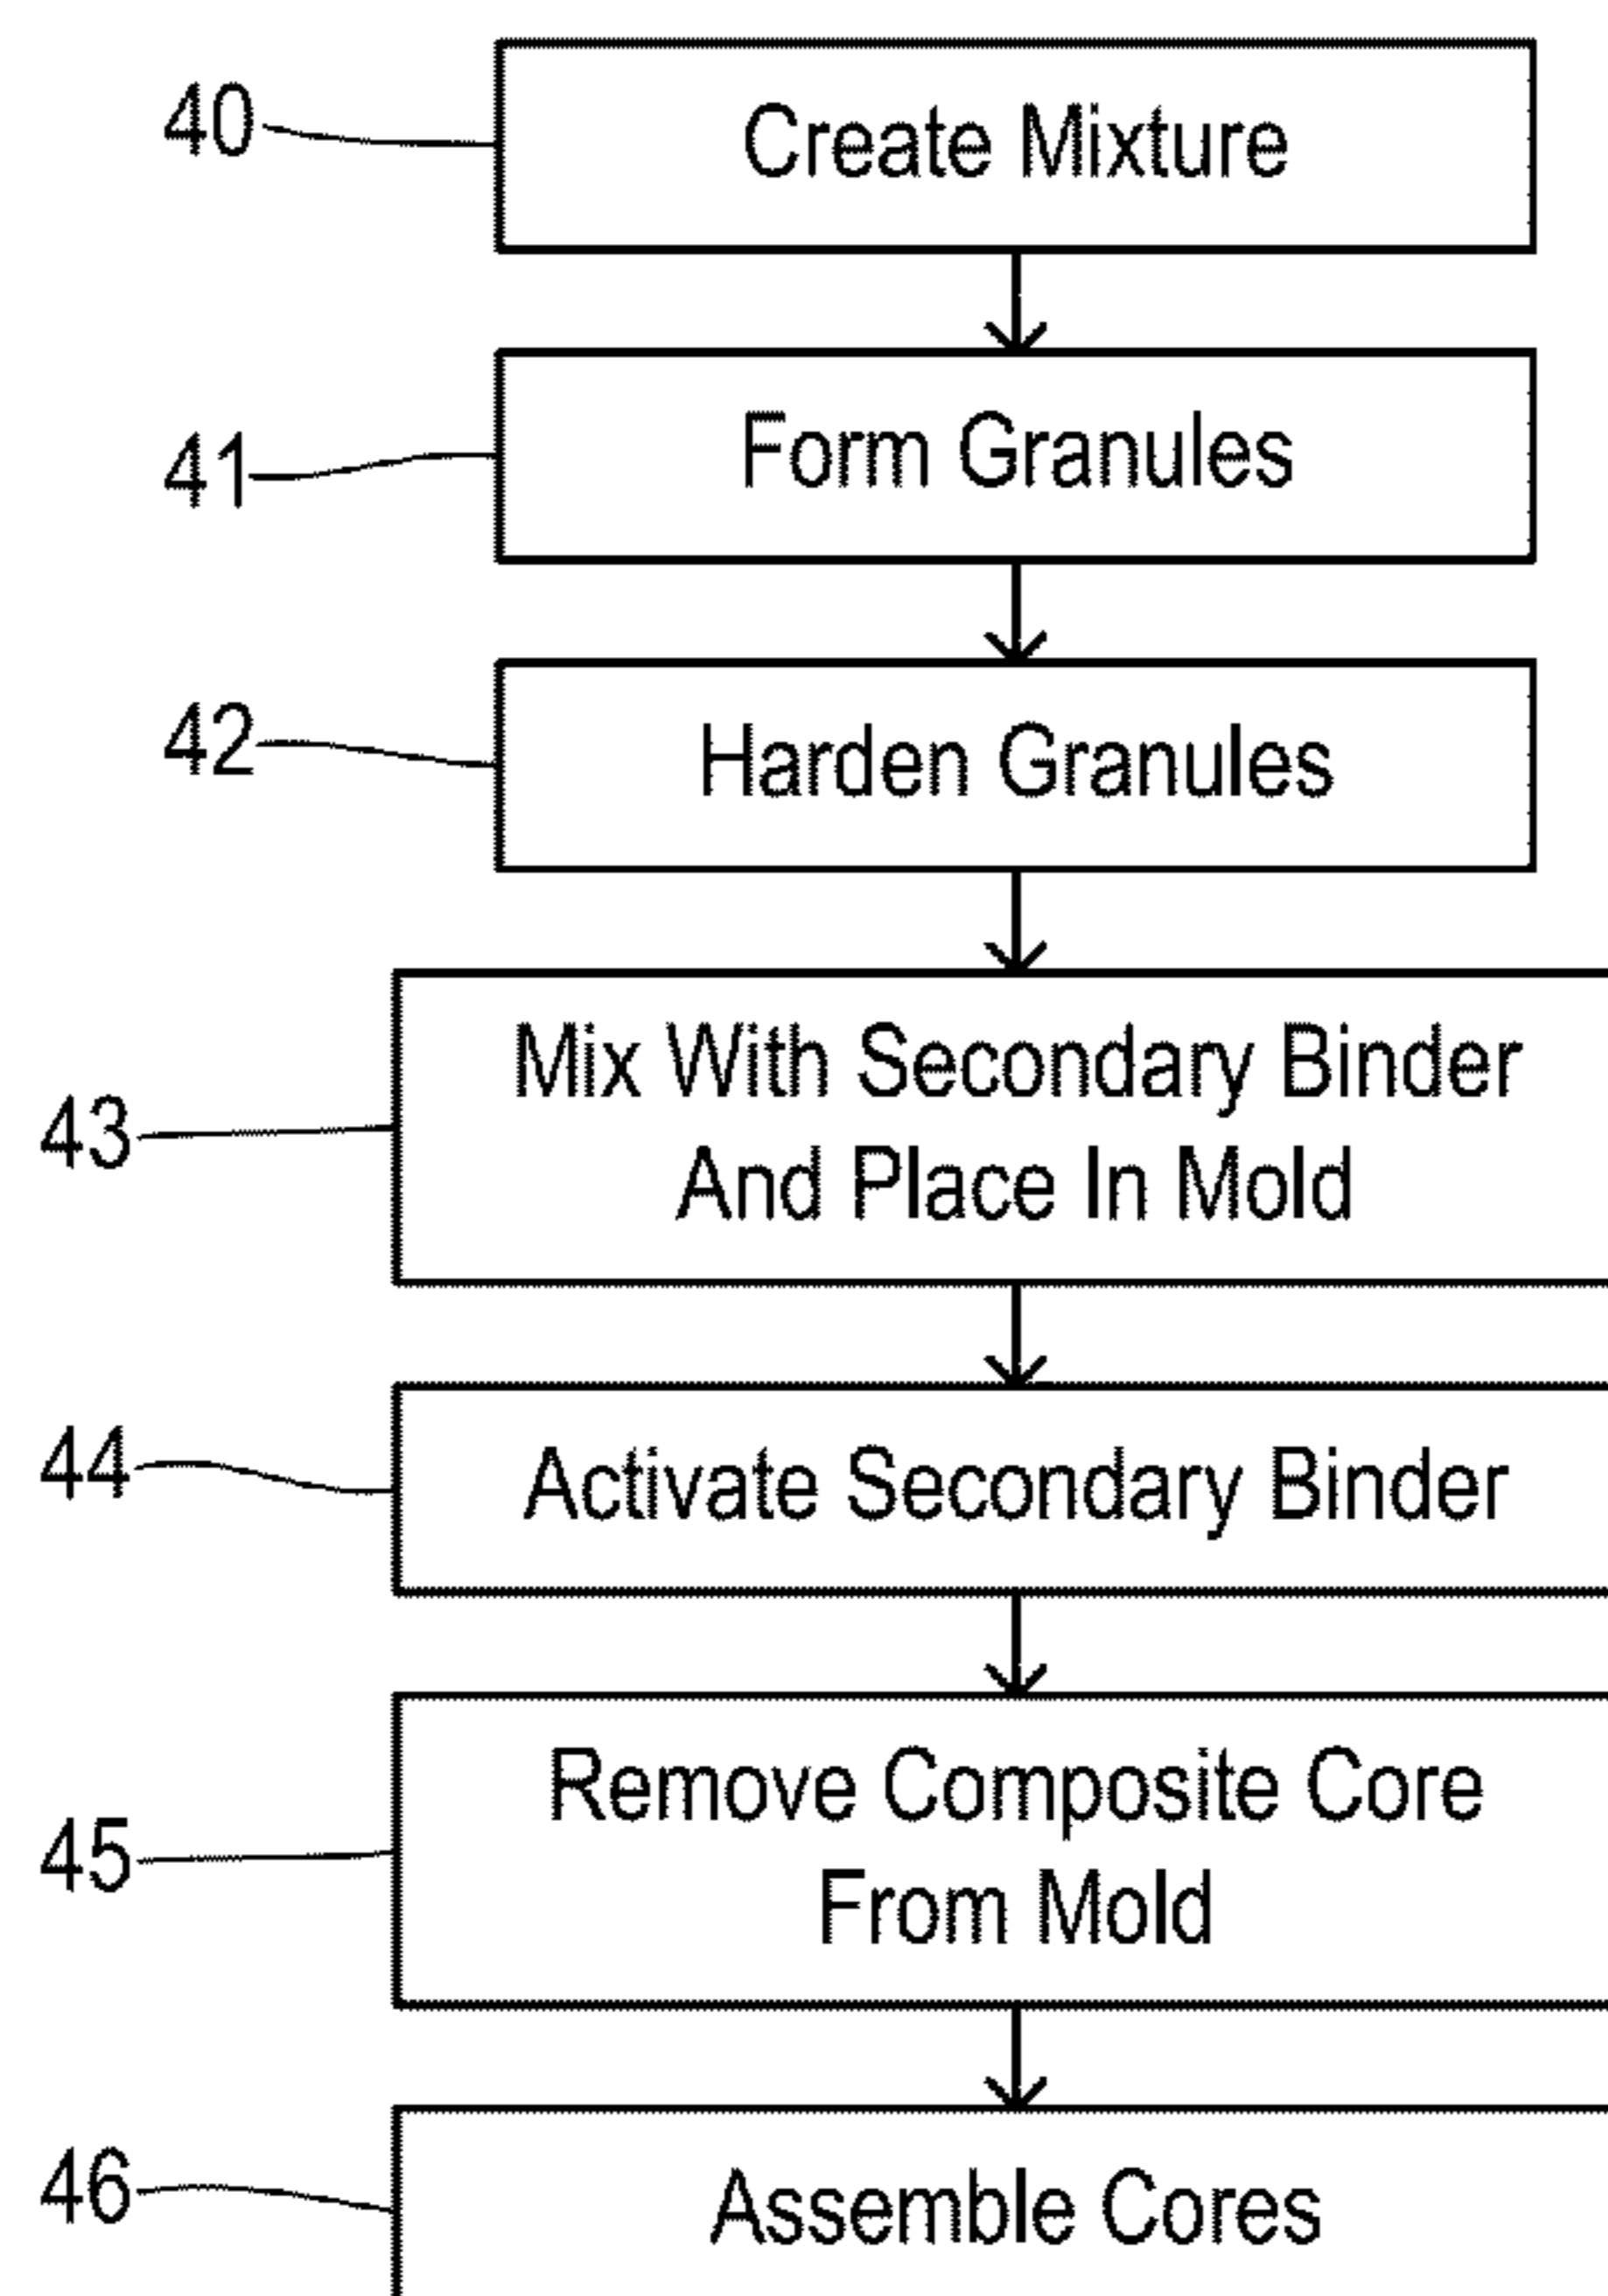 40
Create Mixture
41
Form Granules
42
Harden Granules
43
Mix With Secondary Binder
And Place In Mold
44
Activate Secondary Binder
45
Remove Composite Core
From Mold
46
Assemble Cores